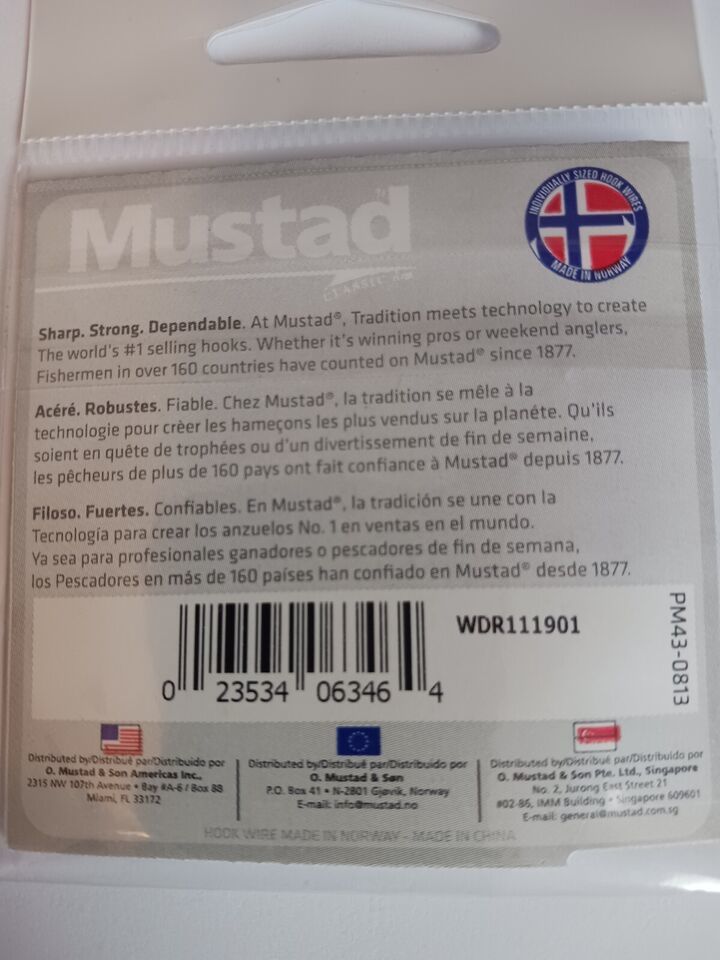 Mustad
CLASSIC
INDIVIDUALLY SIZED HOOK WIRES
MADE IN NORWAY
Sharp. Strong. Dependable. At Mustad®, Tradition meets technology to create
The world's #1 selling hooks. Whether it's winning pros or weekend anglers,
Fishermen in over 160 countries have counted on Mustad® since 1877.
Acéré. Robustes. Fiable. Chez Mustad®, la tradition se mêle à la
technologie pour crèer les hameçons les plus vendus sur la planéte. Qu'ils
soient en quête de trophées ou d'un divertissement de fin de semaine,
les pêcheurs de plus de 160 pays ont fait confiance à Mustad® depuis 1877.
Filoso. Fuertes. Confiables. En Mustad®, la tradición se une con la
Tecnología para crear los anzuelos No. 1 en ventas en el mundo.
Ya sea para profesionales ganadores o pescadores de fin de semana,
los Pescadores en más de 160 países han confiado en Mustad® desde 1877.
WDR111901
PM43-0813
0 23534 06346 4
Distributed by/Distribué par/Distribuido por
O. Mustad & Son Americas Inc.,
2315 NW 107th Avenue • Bay #A-6 / Box 88
Miami, FL 33172
Distributed by/Distribué par/Distribuido por
O. Mustad & Søn
P.O. Box 41 • N-2801 Gjøvik, Norway
E-mail: info@mustad.no
Distributed by/Distribué par/Distribuido por
O. Mustad & Son Pte. Ltd., Singapore
No. 2, Jurong East Street 21
#02-86, IMM Building • Singapore 609601
E-mail: general@mustad.com.sg
HOOK WIRE MADE IN NORWAY - MADE IN CHINA